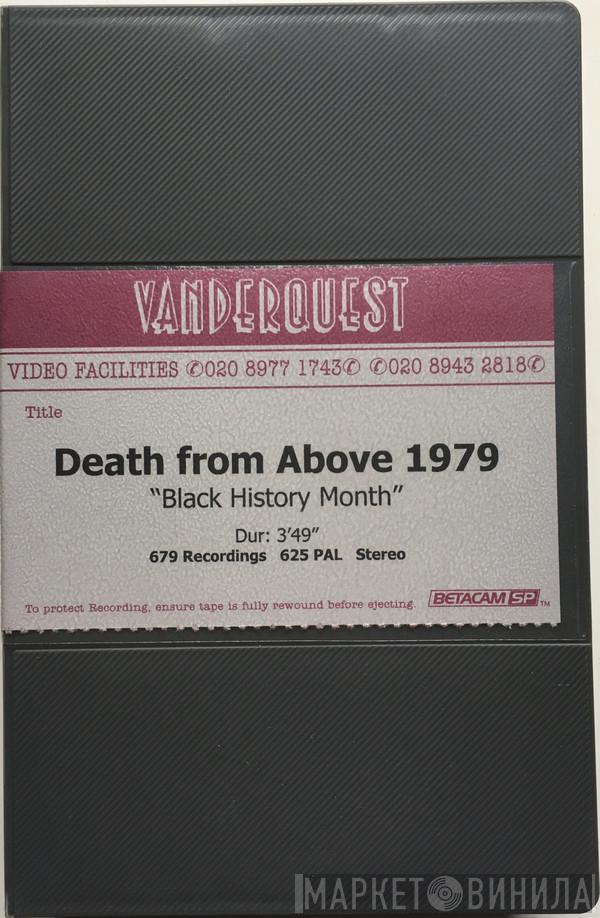 VANDERQUEST
VIDEO FACILITIES ✆020 8977 1743✆ ✆020 8943 2818✆
Title
Death from Above 1979
“Black History Month”
Dur: 3’49”
679 Recordings 625 PAL Stereo
To protect Recording, ensure tape is fully rewound before ejecting. BETACAM SP™
МАРКЕТ ВИНИЛА